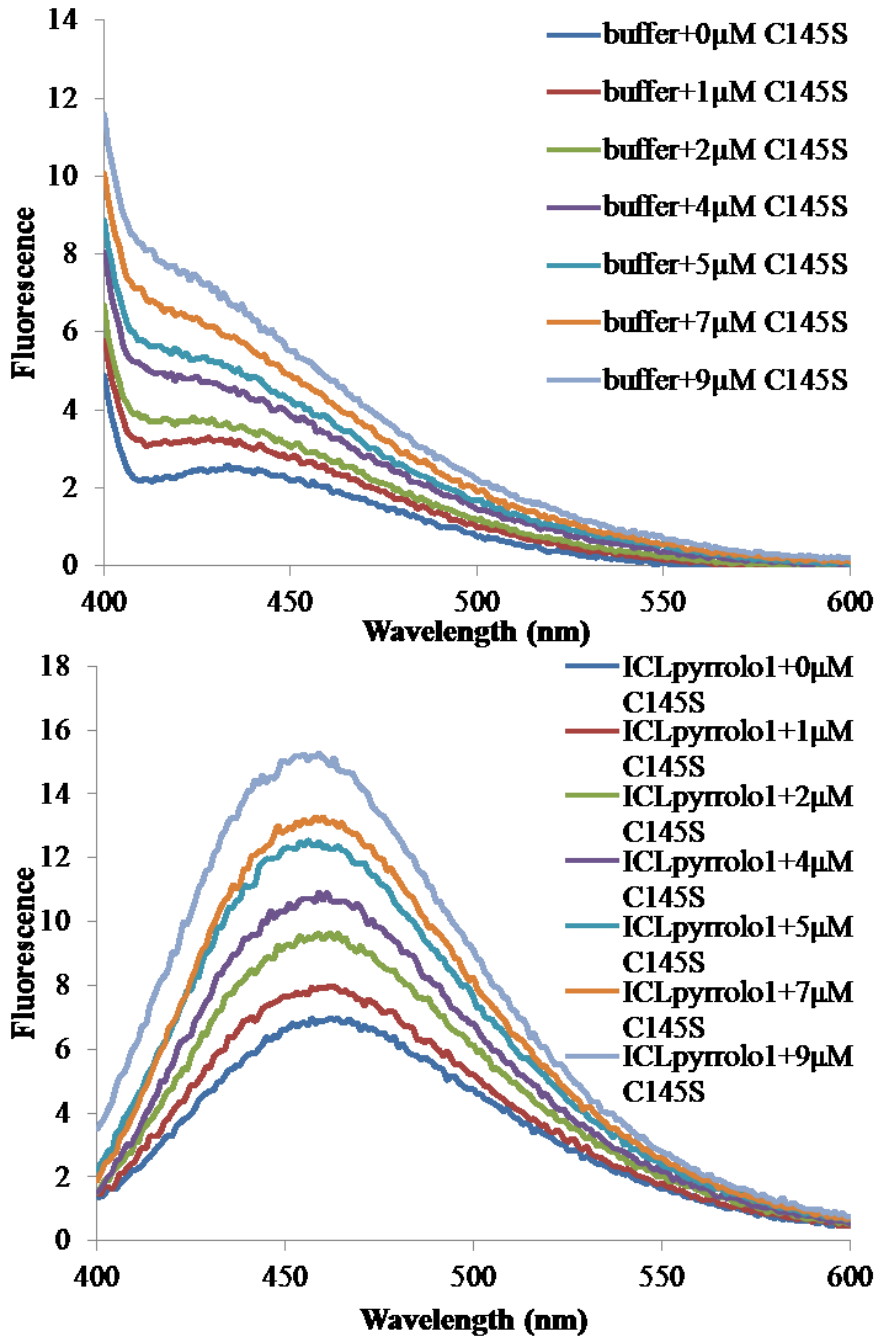 14
12
10
8
6
4
2
0
Fluorescence
400 450 500 550 600
Wavelength (nm)
buffer+0μM C145S
buffer+1μM C145S
buffer+2μM C145S
buffer+4μM C145S
buffer+5μM C145S
buffer+7μM C145S
buffer+9μM C145S
18
16
14
12
10
8
6
4
2
0
Fluorescence
400 450 500 550 600
Wavelength (nm)
ICLpyrrolo1+0μM
C145S
ICLpyrrolo1+1μM
C145S
ICLpyrrolo1+2μM
C145S
ICLpyrrolo1+4μM
C145S
ICLpyrrolo1+5μM
C145S
ICLpyrrolo1+7μM
C145S
ICLpyrrolo1+9μM
C145S